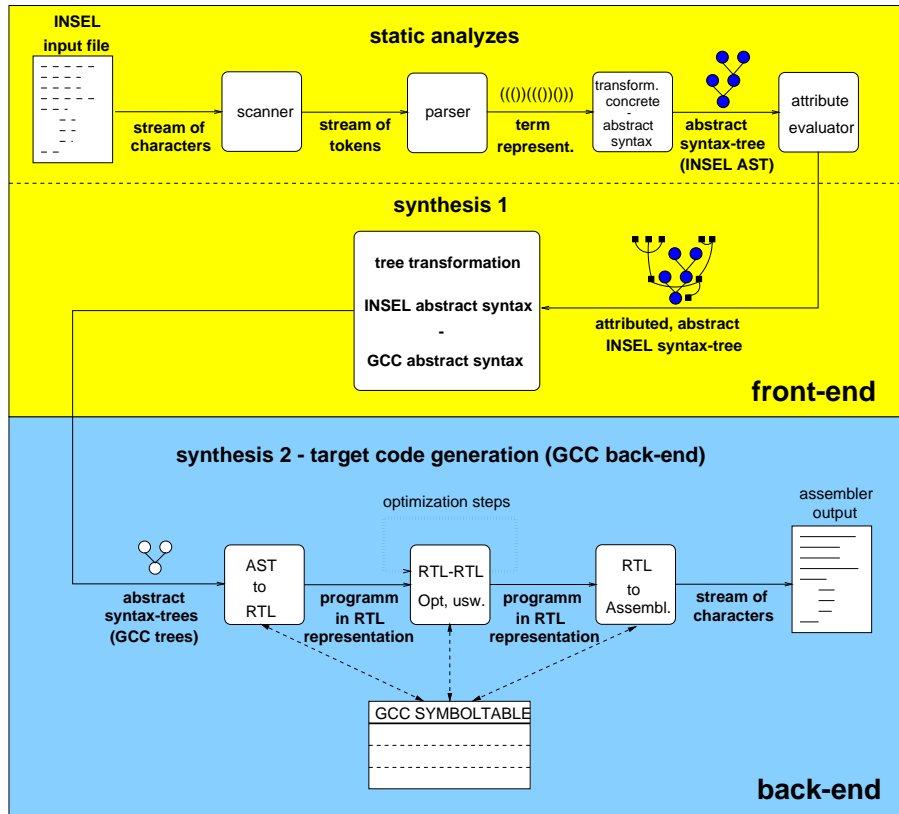 INSEL
input file
static analyzes
scanner
parser
((())((())()))
transform.
concrete
-
abstract
syntax
attribute
evaluator
stream of
characters
stream of
tokens
term
represent.
abstract
syntax-tree
(INSEL AST)
synthesis 1
tree transformation
INSEL abstract syntax
-
GCC abstract syntax
attributed, abstract
INSEL syntax-tree
front-end
synthesis 2 - target code generation (GCC back-end)
optimization steps
assembler
output
AST
to
RTL
RTL-RTL
Opt, usw.
RTL
to
Assembl.
abstract
syntax-trees
(GCC trees)
programm
in RTL
representation
programm
in RTL
representation
stream of
characters
GCC SYMBOLTABLE
back-end